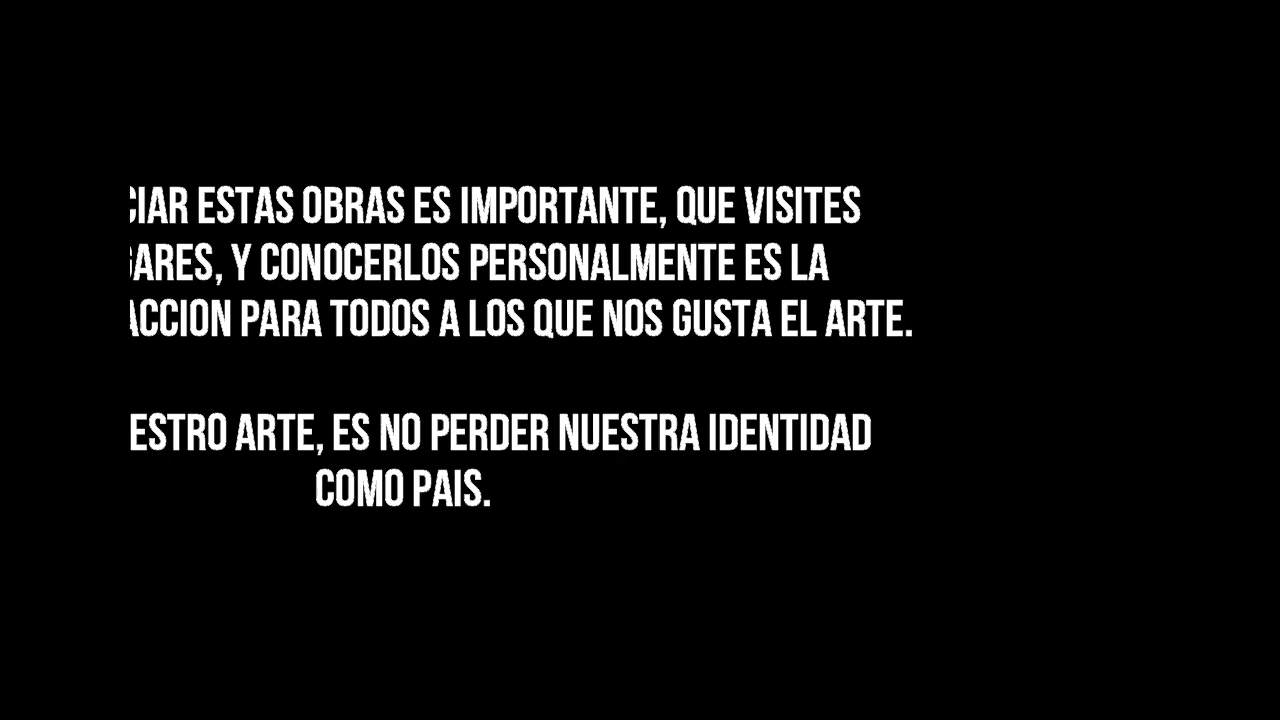 CIAR ESTAS OBRAS ES IMPORTANTE, QUE VISITES
GARES, Y CONOCERLOS PERSONALMENTE ES LA
ACCION PARA TODOS A LOS QUE NOS GUSTA EL ARTE.
ESTRO ARTE, ES NO PERDER NUESTRA IDENTIDAD
COMO PAIS.